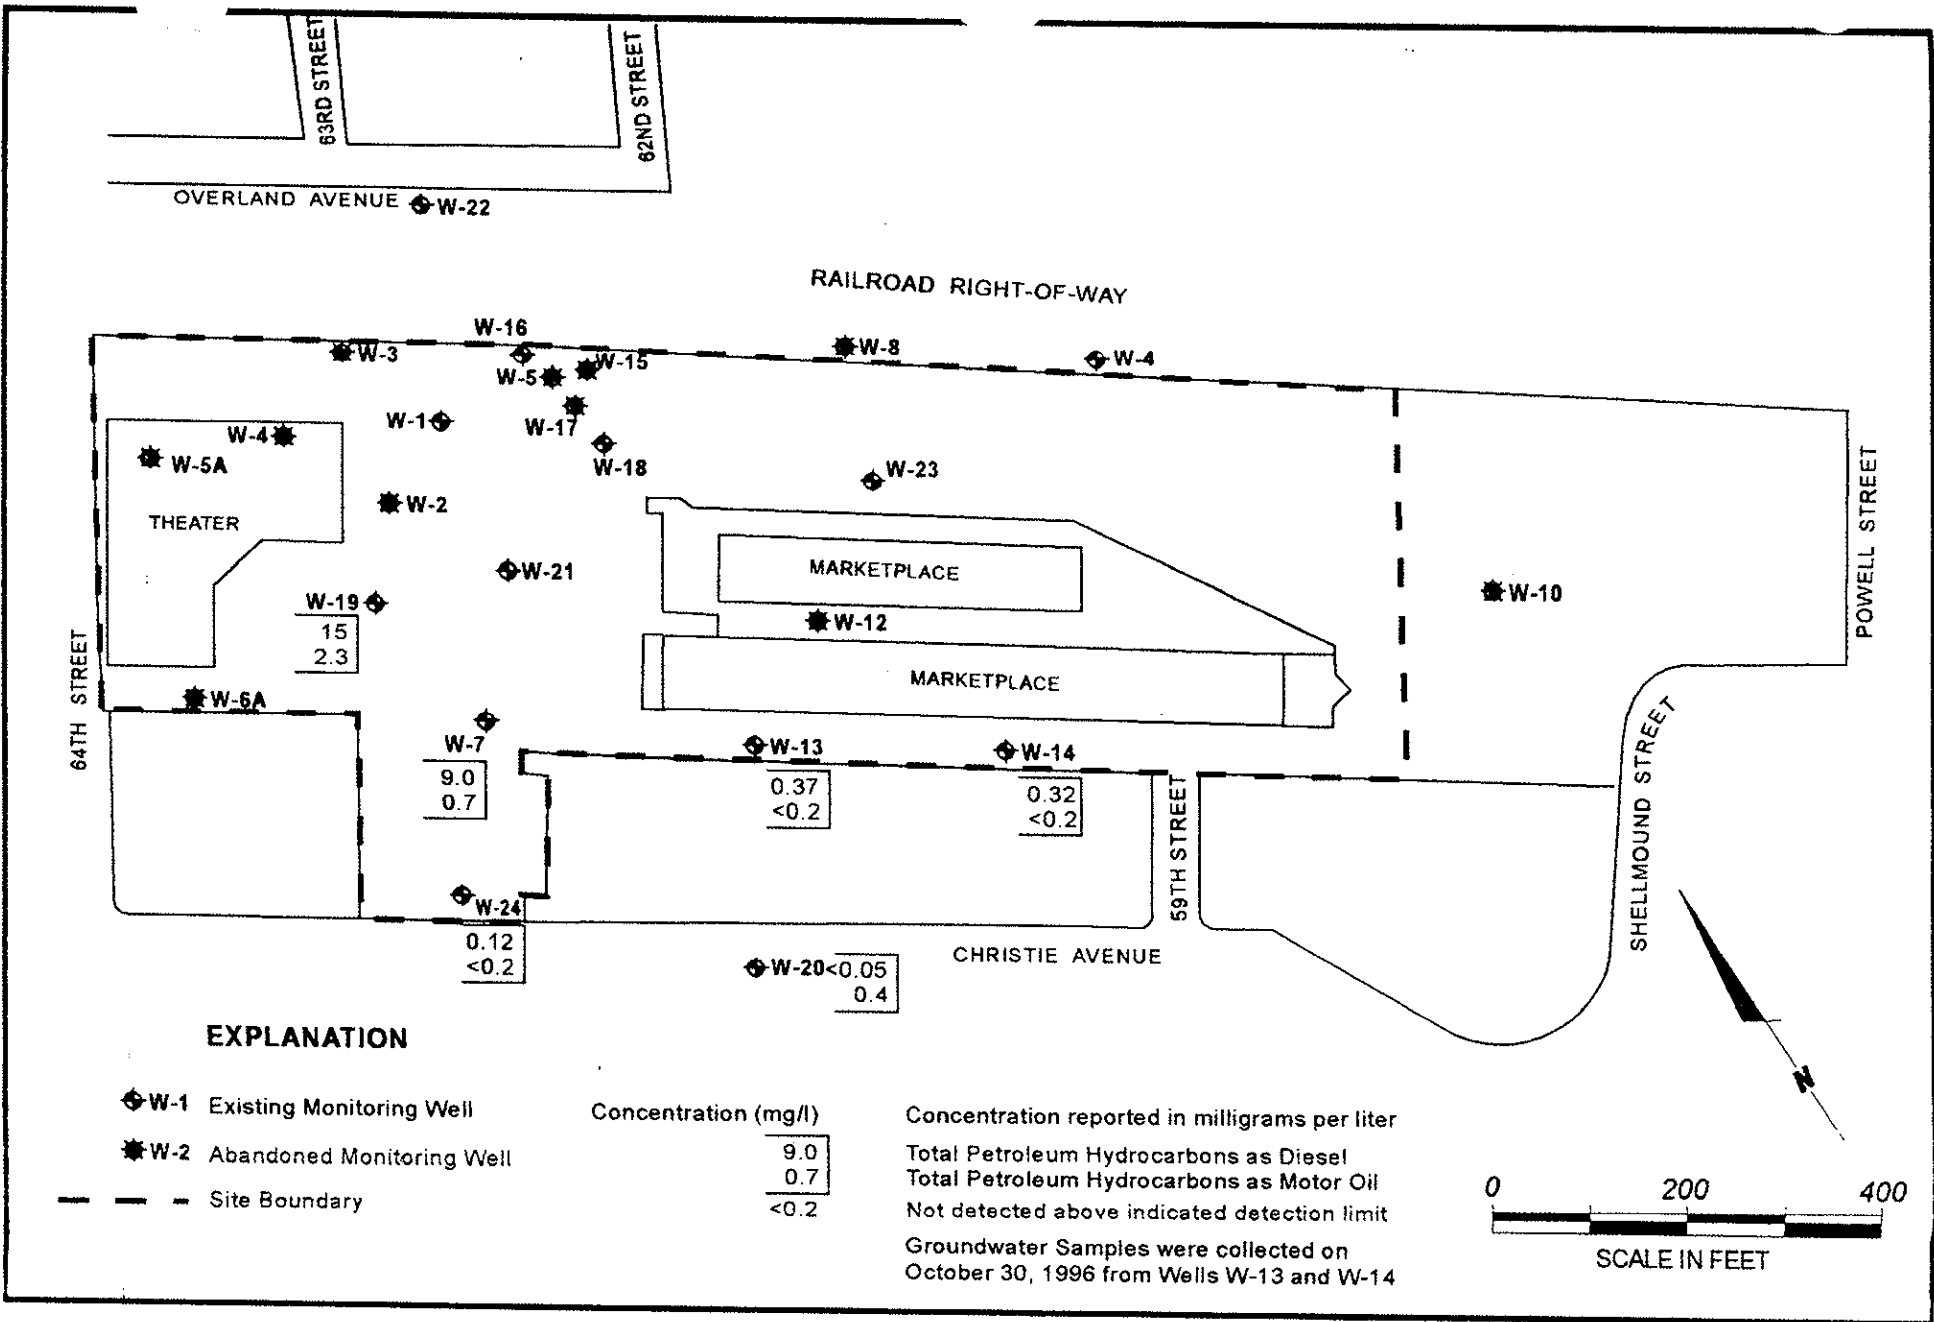 63RD STREET
62ND STREET
OVERLAND AVENUE
W-22
RAILROAD RIGHT-OF-WAY
W-16
W-3
W-15
W-5
W-8
W-4
W-1
W-17
W-4
W-5A
W-18
W-23
W-2
THEATER
W-21
MARKETPLACE
W-10
POWELL STREET
W-19
15
2.3
W-12
64TH STREET
MARKETPLACE
W-6A
W-7
9.0
0.7
W-13
0.37
<0.2
W-14
0.32
<0.2
59TH STREET
SHELLMOUND STREET
W-24
0.12
<0.2
W-20
<0.05
0.4
CHRISTIE AVENUE
N
EXPLANATION
W-1 Existing Monitoring Well
W-2 Abandoned Monitoring Well
Site Boundary
Concentration (mg/l)
9.0
0.7
<0.2
Concentration reported in milligrams per liter
Total Petroleum Hydrocarbons as Diesel
Total Petroleum Hydrocarbons as Motor Oil
Not detected above indicated detection limit
Groundwater Samples were collected on
October 30, 1996 from Wells W-13 and W-14
0 200 400
SCALE IN FEET